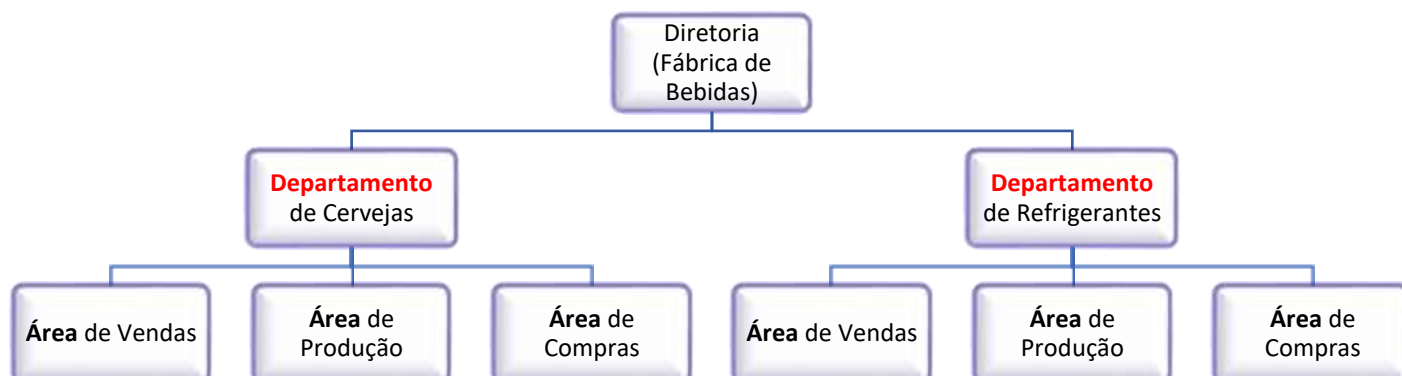 Diretoria
(Fábrica de
Bebidas)
Departamento
de Cervejas
Departamento
de Refrigerantes
Área de Vendas
Área de
Produção
Área de
Compras
Área de Vendas
Área de
Produção
Área de
Compras